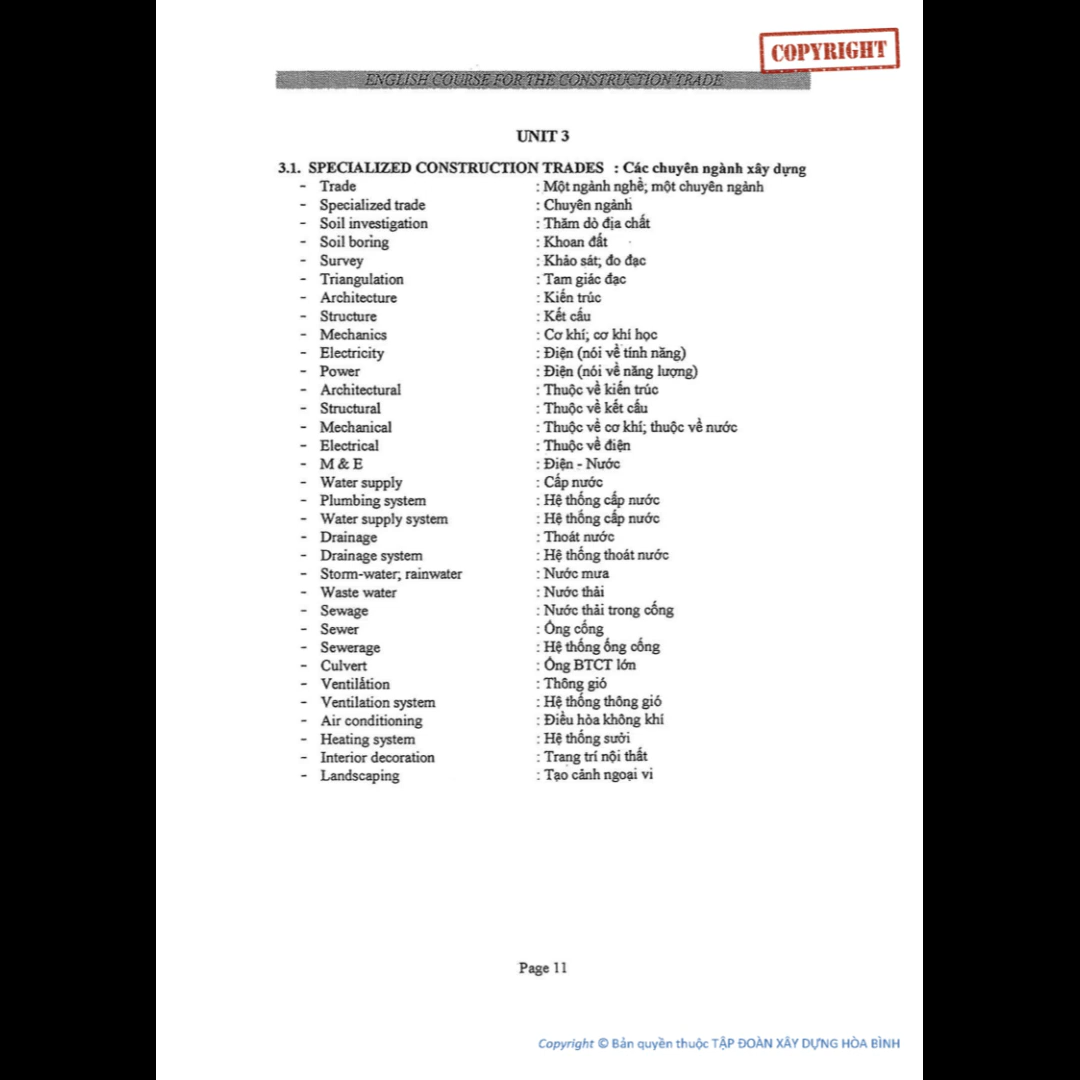 COPYRIGHT
ENGLISH COURSE FOR THE CONSTRUCTION TRADE
UNIT 3
3.1. SPECIALIZED CONSTRUCTION TRADES : Các chuyên ngành xây dựng
- Trade : Một ngành nghề; một chuyên ngành
- Specialized trade : Chuyên ngành
- Soil investigation : Thăm dò địa chất
- Soil boring : Khoan đất
- Survey : Khảo sát; đo đạc
- Triangulation : Tam giác đạc
- Architecture : Kiến trúc
- Structure : Kết cấu
- Mechanics : Cơ khí; cơ khí học
- Electricity : Điện (nói về tính năng)
- Power : Điện (nói về năng lượng)
- Architectural : Thuộc về kiến trúc
- Structural : Thuộc về kết cấu
- Mechanical : Thuộc về cơ khí; thuộc về nước
- Electrical : Thuộc về điện
- M & E : Điện - Nước
- Water supply : Cấp nước
- Plumbing system : Hệ thống cấp nước
- Water supply system : Hệ thống cấp nước
- Drainage : Thoát nước
- Drainage system : Hệ thống thoát nước
- Storm-water; rainwater : Nước mưa
- Waste water : Nước thải
- Sewage : Nước thải trong cống
- Sewer : Ống cống
- Sewerage : Hệ thống ống cống
- Culvert : Ống BTCT lớn
- Ventilation : Thông gió
- Ventilation system : Hệ thống thông gió
- Air conditioning : Điều hòa không khí
- Heating system : Hệ thống sưởi
- Interior decoration : Trang trí nội thất
- Landscaping : Tạo cảnh ngoại vi
Page 11
Copyright © Bản quyền thuộc TẬP ĐOÀN XÂY DỰNG HÒA BÌNH